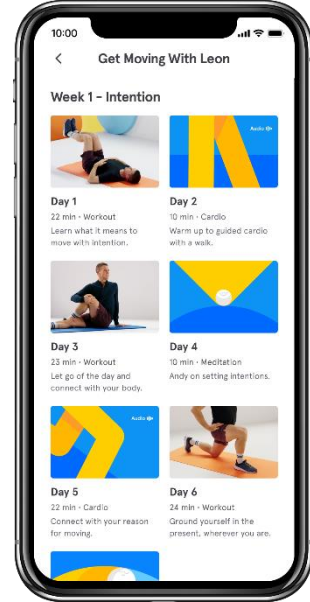 10:00
Get Moving With Leon
Week 1 - Intention
Audio
Day 1
22 min • Workout
Learn what it means to
move with intention.
Day 2
10 min • Cardio
Warm up to guided cardio
with a walk.
Day 3
23 min • Workout
Let go of the day and
connect with your body.
Day 4
10 min • Meditation
Andy on setting intentions.
Audio
Day 5
22 min • Cardio
Connect with your reason
for moving.
Day 6
24 min • Workout
Ground yourself in the
present, wherever you are.